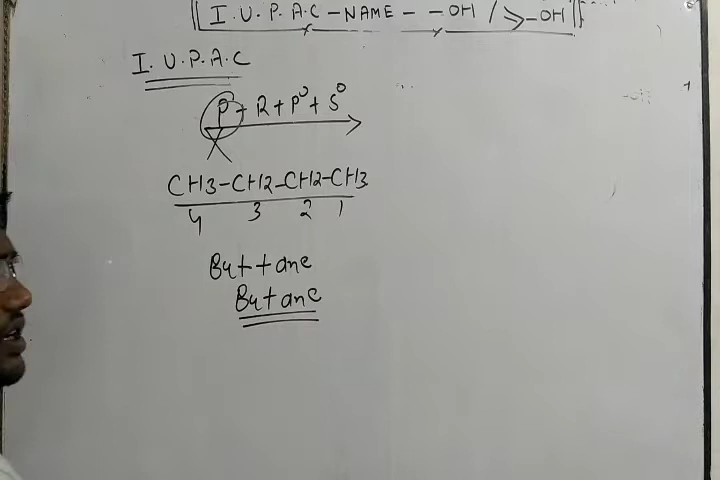 I.U.P.A.C-NAME - -OH / ⩾-OH
I.U.P.A.C
P + R + P° + S°
CH3-CH2-CH2-CH3
4 3 2 1
But + ane
Butane